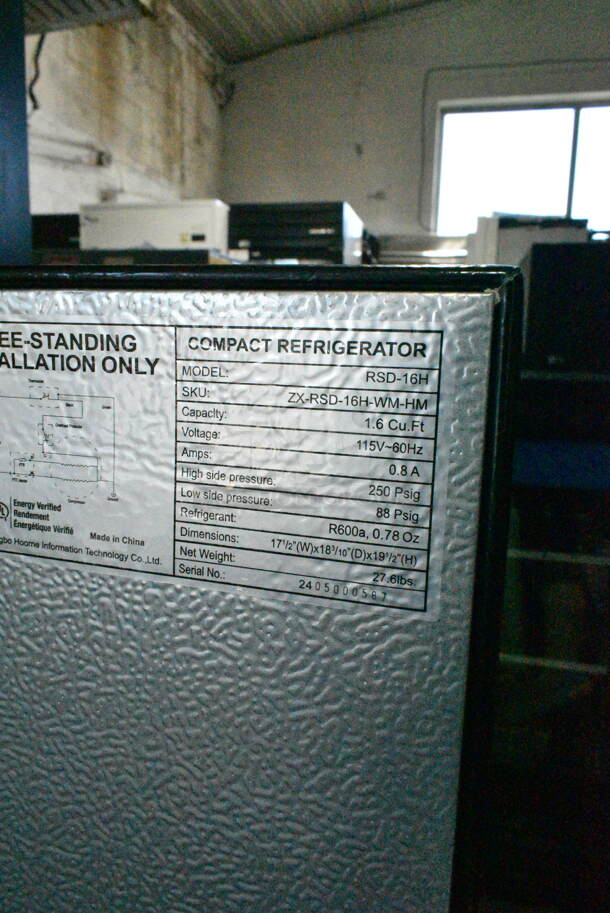 EE-STANDING
ALLATION ONLY
Energy Verified
Rendement
Énergétique Vérifié
Made in China
gbo Hoome Information Technology Co.,Ltd.
COMPACT REFRIGERATOR
MODEL: RSD-16H
SKU: ZX-RSD-16H-WM-HM
Capaclty: 1.6 Cu.Ft
Voltage: 115V~60Hz
Amps: 0.8 A
High side pressure: 250 Psig
Low side pressure: 88 Psig
Refrigerant: R600a, 0.78 Oz
Dimensions: 17¹/₂"(W)x18³/₁₀"(D)x19¹/₂"(H)
Net Weight: 27.6lbs.
Serial No.: 2405000587